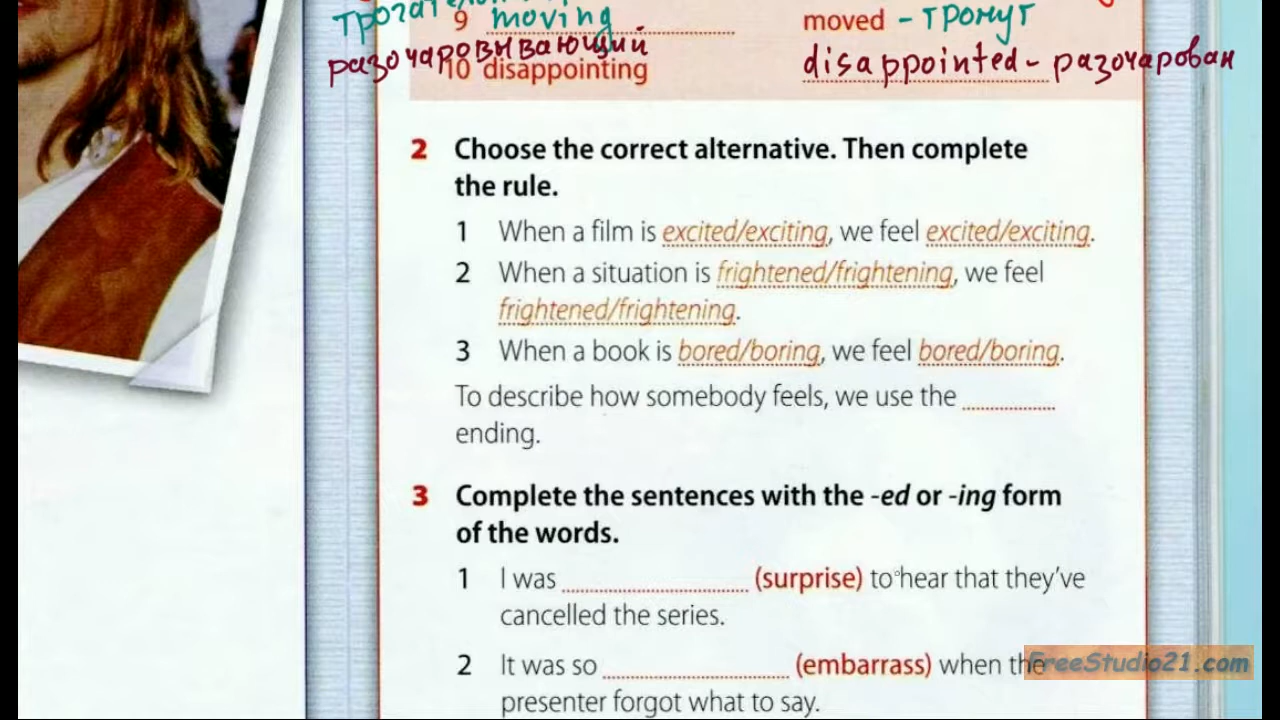 9 moving moved - тронут
разочаровывающий
10 disappointing disappointed - разочарован
2 Choose the correct alternative. Then complete
the rule.
1 When a film is excited/exciting, we feel excited/exciting.
2 When a situation is frightened/frightening, we feel
frightened/frightening.
3 When a book is bored/boring, we feel bored/boring.
To describe how somebody feels, we use the
ending.
3 Complete the sentences with the -ed or -ing form
of the words.
1 I was (surprise) to hear that they've
cancelled the series.
2 It was so (embarrass) when the
FreeStudio21.com
presenter forgot what to say.